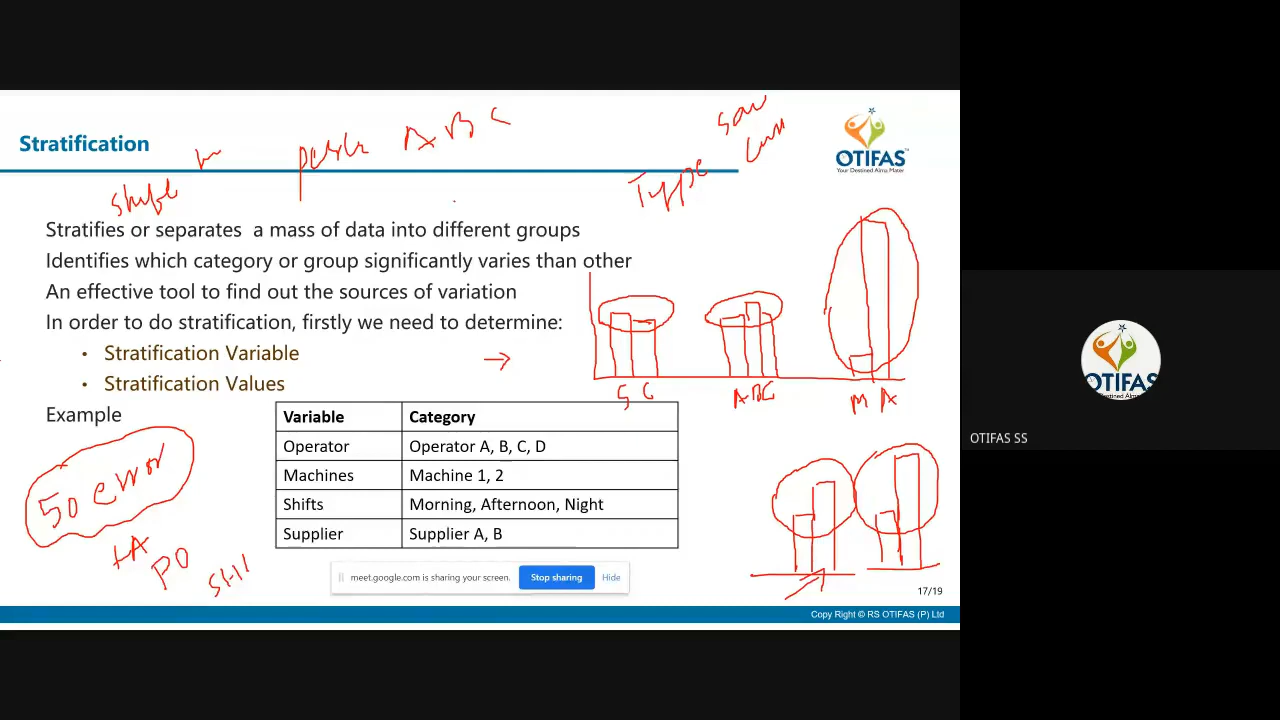 A B C
Stratification
OTIFAS
Your Destined Alma Mater
Type
Stratifies or separates a mass of data into different groups
Identifies which category or group significantly varies than other
An effective tool to find out the sources of variation
In order to do stratification, firstly we need to determine:
• Stratification Variable
• Stratification Values
S C A B C M A
Example
Variable Category
Operator Operator A, B, C, D
Machines Machine 1, 2
Shifts Morning, Afternoon, Night
Supplier Supplier A, B
50 error
PO
meet.google.com is sharing your screen. Stop sharing Hide
17/19
Copy Right © RS OTIFAS (P) Ltd
OTIFAS
OTIFAS SS